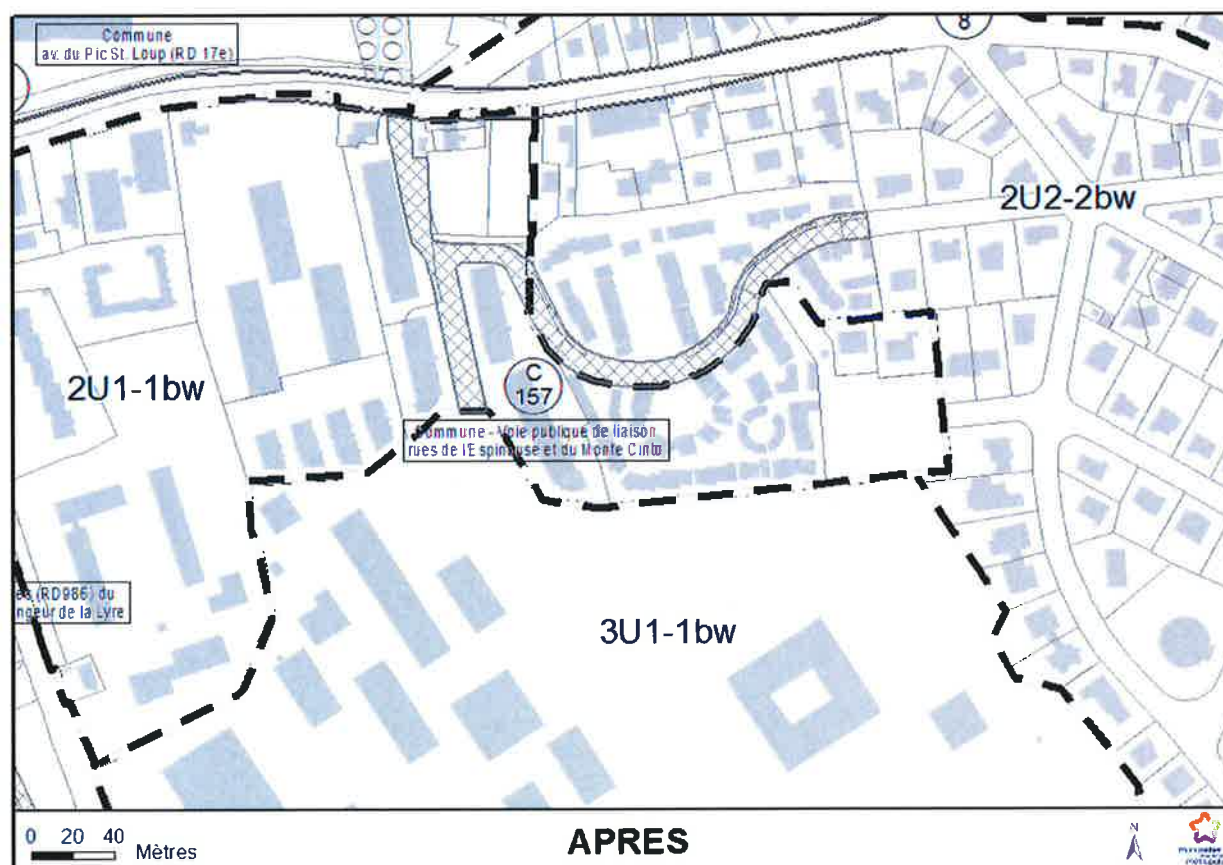 Commune
av. du Pic St. Loup (RD 17e)
8
2U2-2bw
2U1-1bw
C
157
Commune - Voie publique de liaison
rues de l'Espinouse et du Monte Cinto
(RD986) du
de la Lyre
3U1-1bw
0 20 40 Mètres
APRES
N